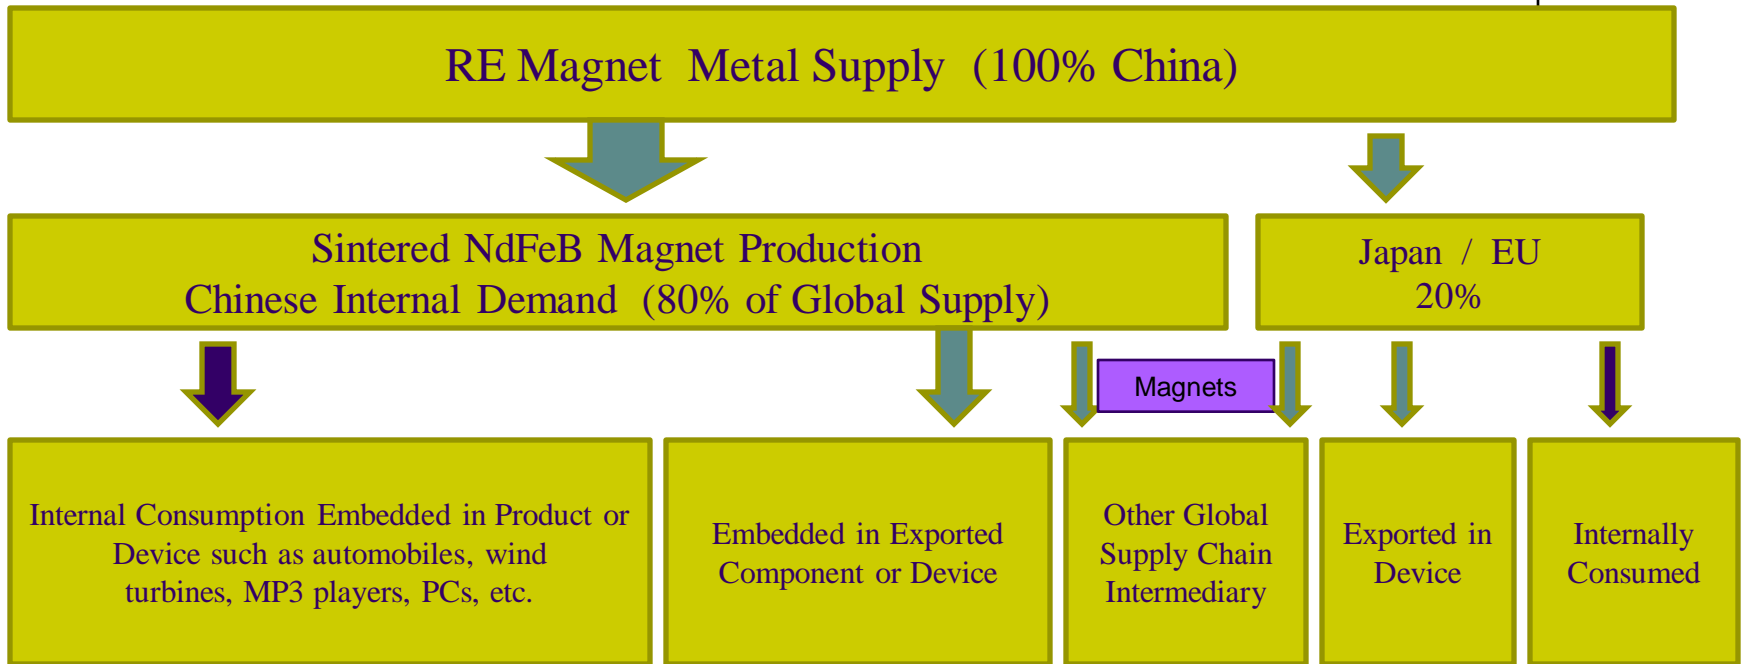 RE Magnet Metal Supply (100% China)
Sintered NdFeB Magnet Production
Chinese Internal Demand (80% of Global Supply)
Japan / EU
20%
Magnets
Internal Consumption Embedded in Product or
Device such as automobiles, wind
turbines, MP3 players, PCs, etc.
Embedded in Exported
Component or Device
Other Global
Supply Chain
Intermediary
Exported in
Device
Internally
Consumed